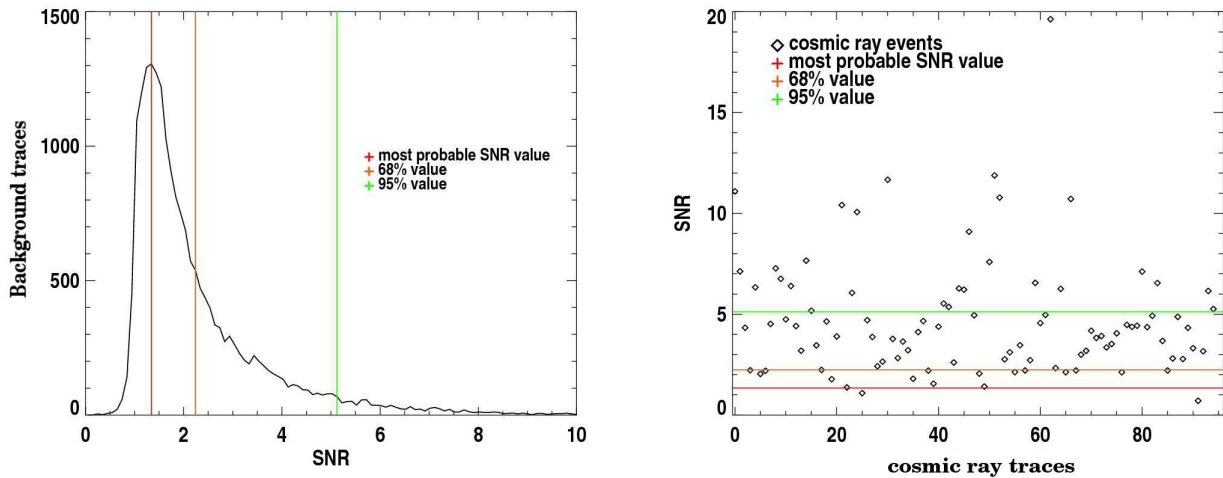 1500
1000
500
0
Background traces
0 2 4 6 8 10
SNR
most probable SNR value
68% value
95% value
20
15
10
5
0
SNR
cosmic ray events
most probable SNR value
68% value
95% value
0 20 40 60 80
cosmic ray traces